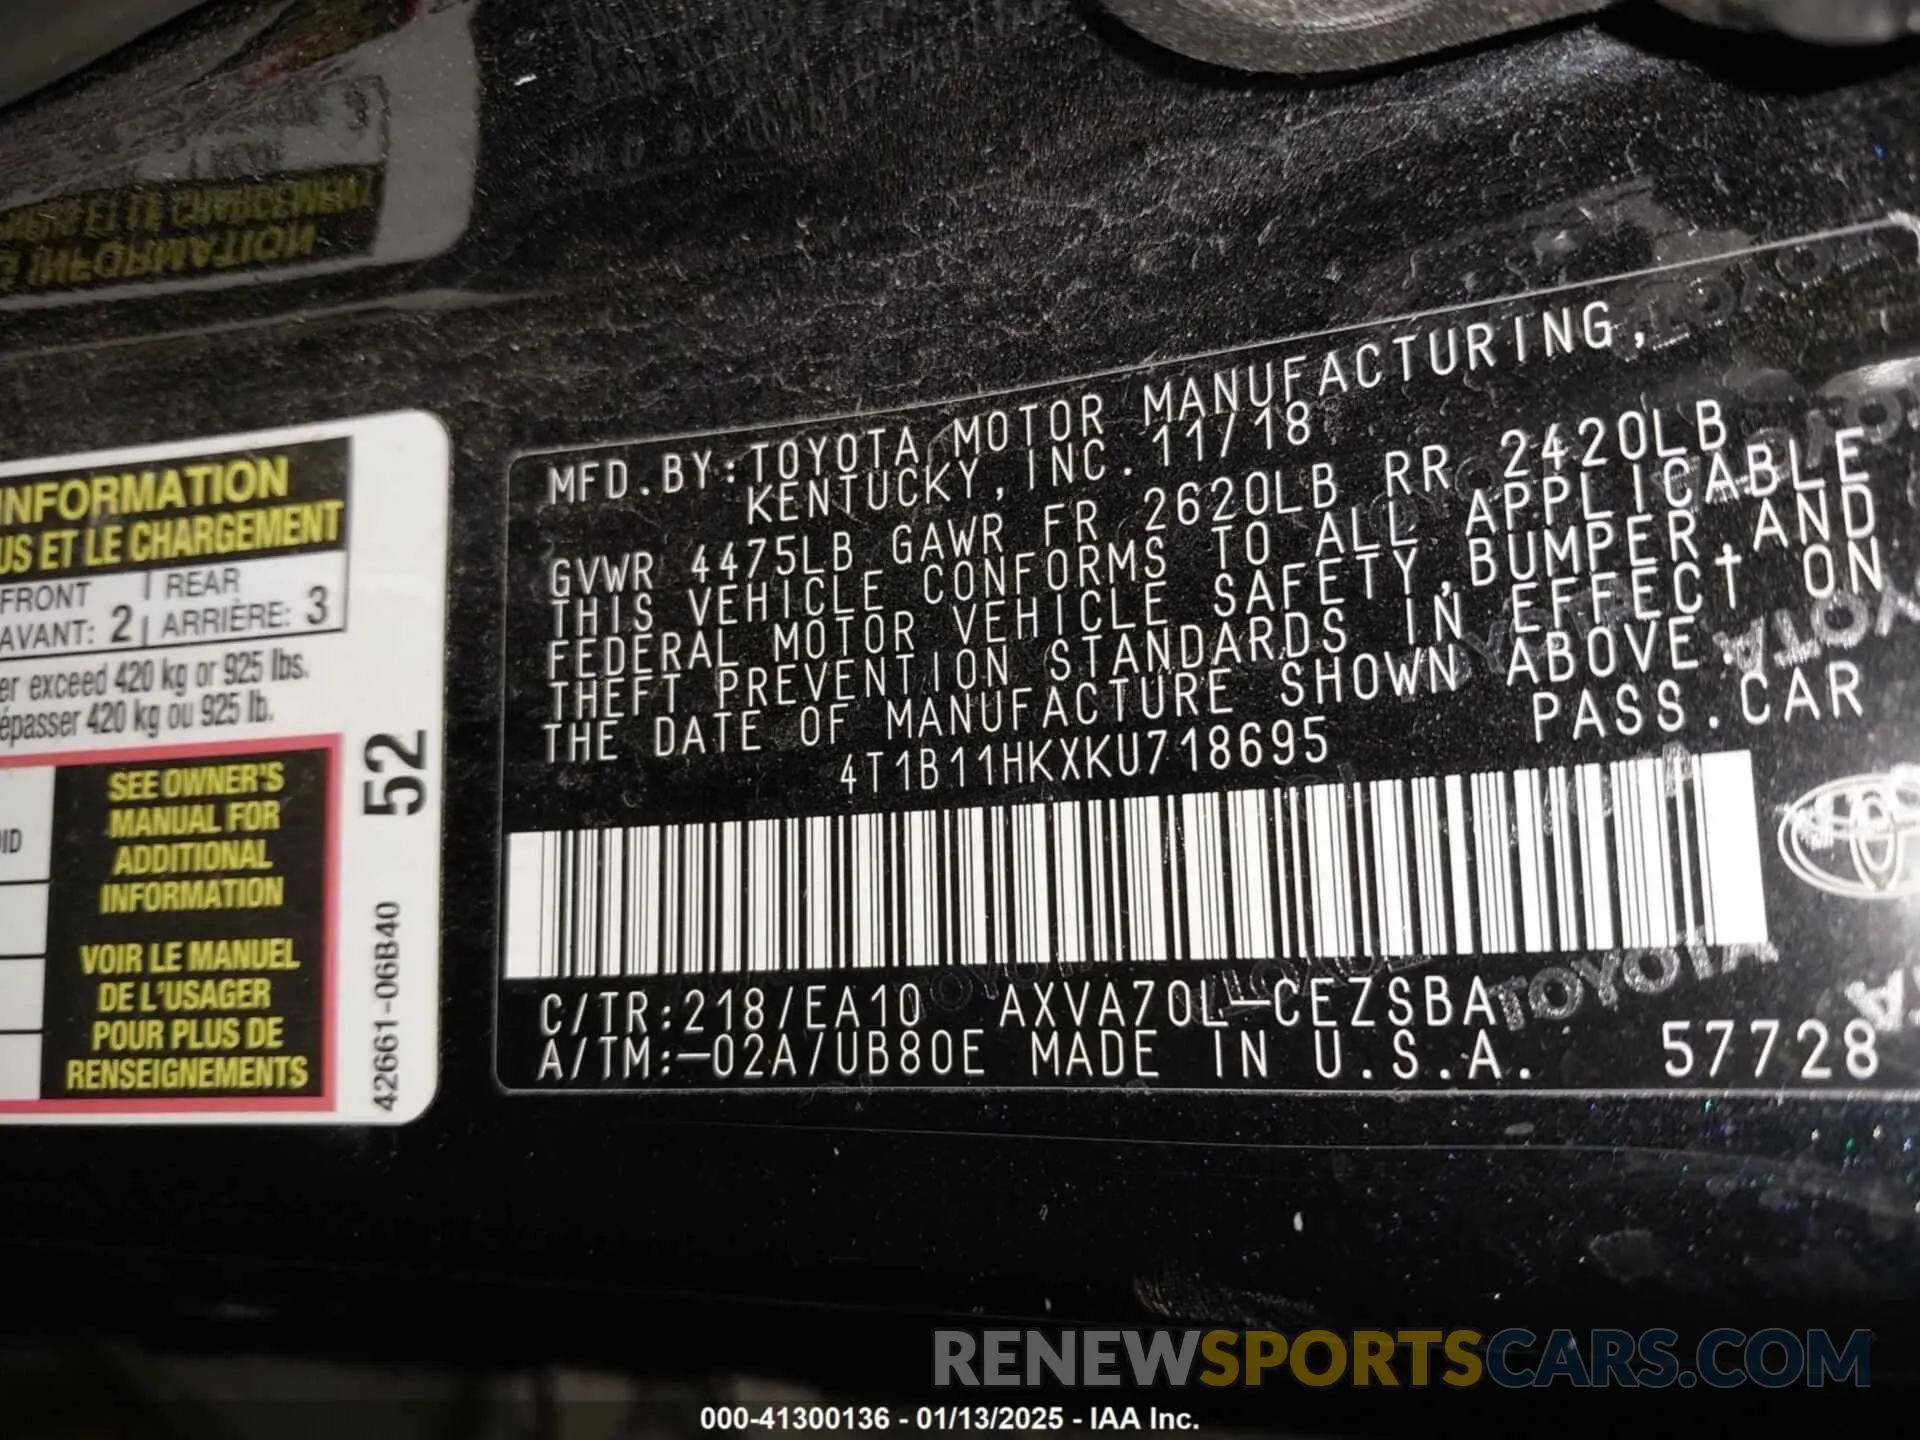 INFORMATION
US ET LE CHARGEMENT
FRONT
AVANT: 2
REAR
ARRIÈRE: 3
er exceed 420 kg or 925 lbs.
épasser 420 kg ou 925 lb.
SEE OWNER'S
MANUAL FOR
ADDITIONAL
INFORMATION
VOIR LE MANUEL
DE L'USAGER
POUR PLUS DE
RENSEIGNEMENTS
52
42661-06B40
MFD.BY:TOYOTA MOTOR MANUFACTURING,
KENTUCKY,INC. 11/18
GVWR 4475LB GAWR FR 2620LB RR 2420LB
THIS VEHICLE CONFORMS TO ALL APPLICABLE
FEDERAL MOTOR VEHICLE SAFETY,BUMPER,AND
THEFT PREVENTION STANDARDS IN EFFECT ON
THE DATE OF MANUFACTURE SHOWN ABOVE.
4T1B11HKXKU718695 PASS.CAR
C/TR:218/EA10 AXVA70L-CEZSBA
A/TM:-02A/UB80E MADE IN U.S.A. 57728
TOYOTA
RENEWSPORTSCARS.COM
000-41300136 - 01/13/2025 - IAA Inc.